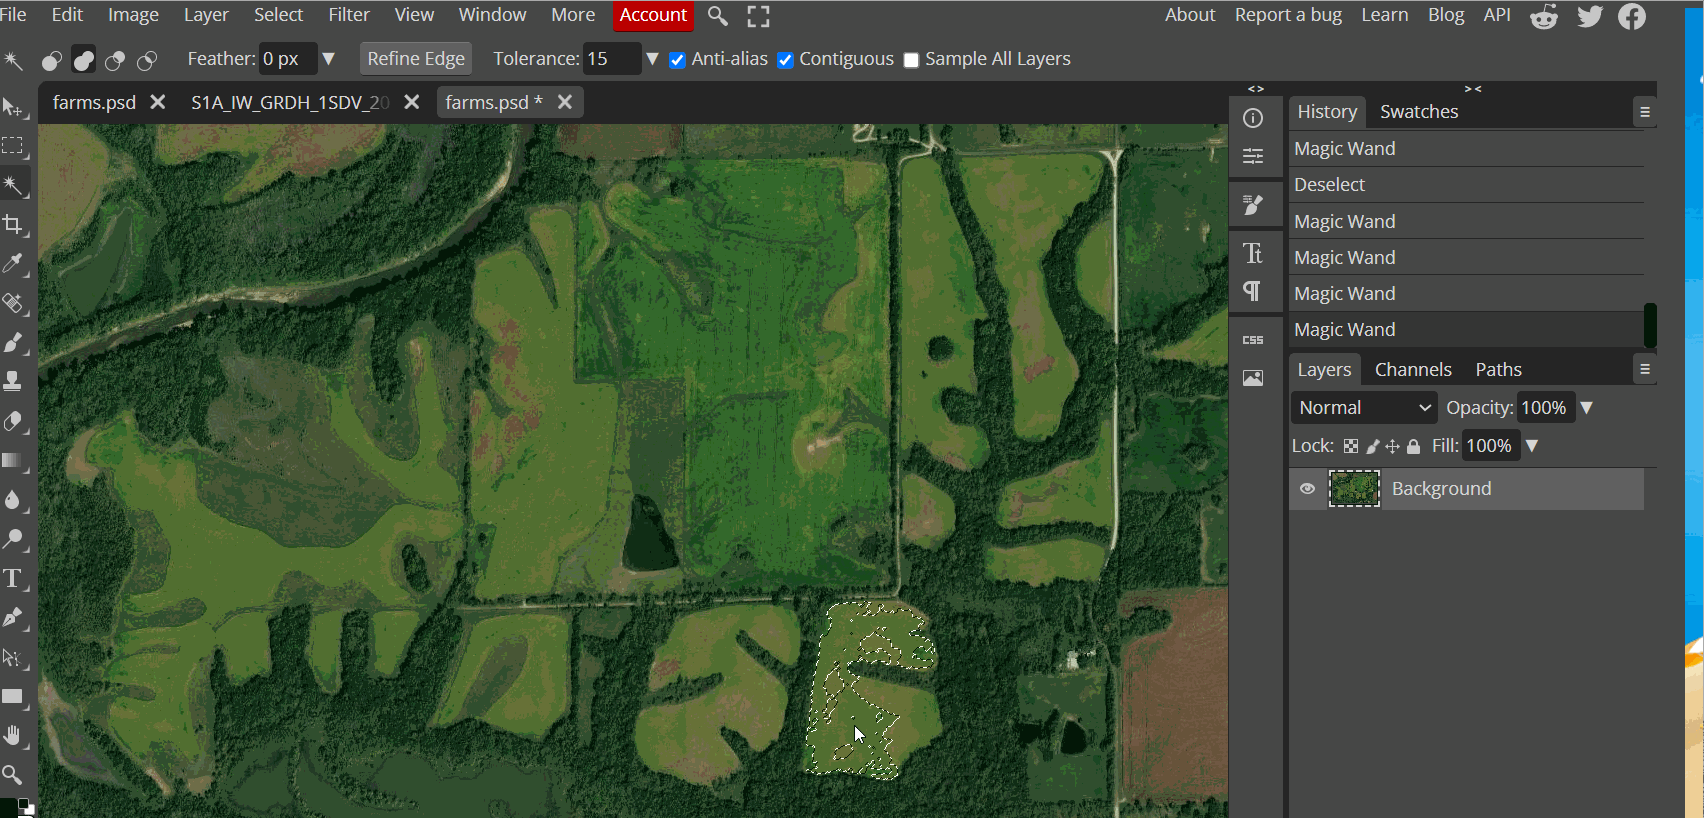 File Edit Image Layer Select Filter View Window More Account About Report a bug Learn Blog API
Feather: 0 px Refine Edge Tolerance: 15 Anti-alias Contiguous Sample All Layers
farms.psd S1A_IW_GRDH_1SDV_20 farms.psd *
< > > <
History Swatches
Magic Wand
Deselect
Magic Wand
Magic Wand
Magic Wand
Magic Wand
CSS
Layers Channels Paths
Normal Opacity: 100%
Lock: Fill: 100%
Background